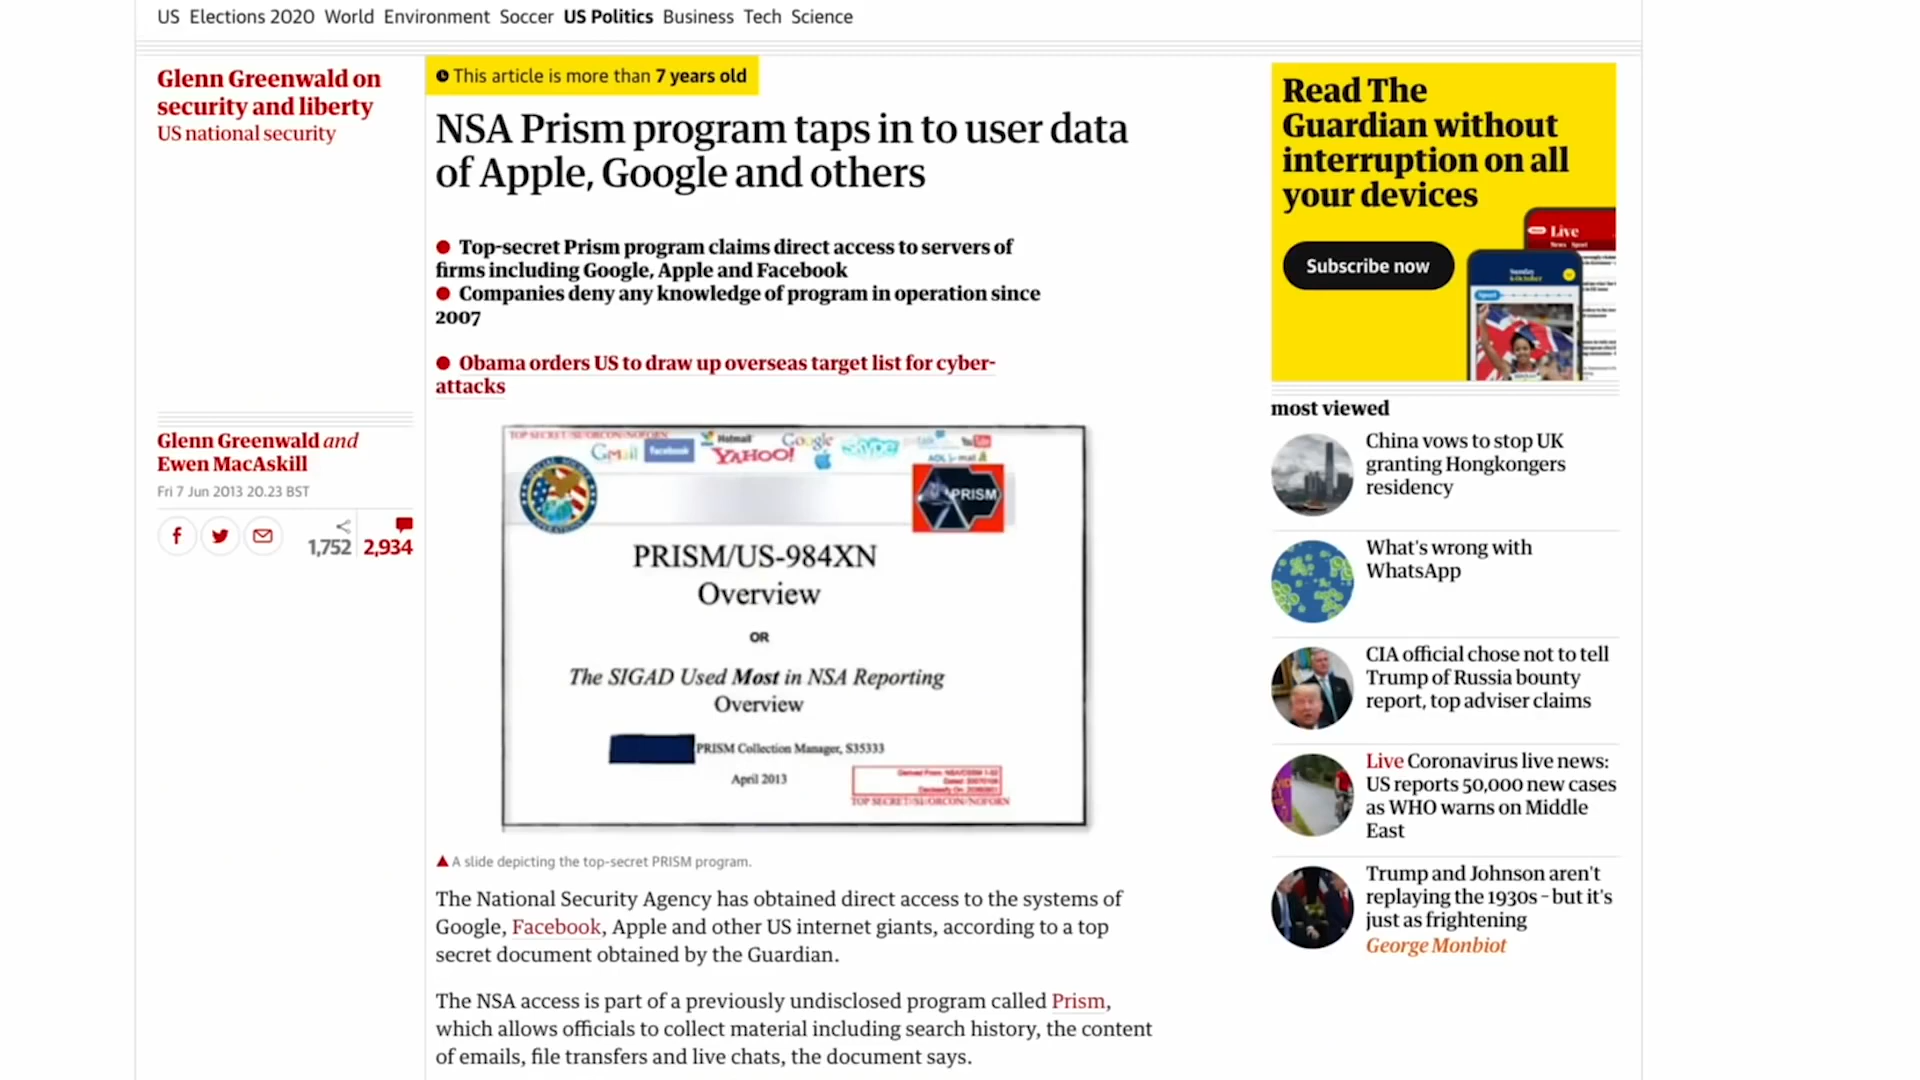 US Elections 2020 World Environment Soccer US Politics Business Tech Science
Glenn Greenwald on
security and liberty
US national security
This article is more than 7 years old
NSA Prism program taps in to user data
of Apple, Google and others
Top-secret Prism program claims direct access to servers of
firms including Google, Apple and Facebook
Companies deny any knowledge of program in operation since
2007
Obama orders US to draw up overseas target list for cyber-
attacks
Glenn Greenwald and
Ewen MacAskill
Fri 7 Jun 2013 20.23 BST
1,752 2,934
TOP SECRET//SI//ORCON//NOFORN
Gmail facebook Hotmail YAHOO! Google skype paltalk YouTube
AOL mail
PRISM
PRISM/US-984XN
Overview
OR
The SIGAD Used Most in NSA Reporting
Overview
PRISM Collection Manager, S35333
April 2013
Derived From: NSA/CSSM 1-52
Dated: 20070108
Declassify On: 20360901
TOP SECRET//SI//ORCON//NOFORN
A slide depicting the top-secret PRISM program.
The National Security Agency has obtained direct access to the systems of
Google, Facebook, Apple and other US internet giants, according to a top
secret document obtained by the Guardian.
The NSA access is part of a previously undisclosed program called Prism,
which allows officials to collect material including search history, the content
of emails, file transfers and live chats, the document says.
Read The
Guardian without
interruption on all
your devices
Subscribe now
Live
News Sport
Sport
most viewed
China vows to stop UK
granting Hongkongers
residency
What's wrong with
WhatsApp
CIA official chose not to tell
Trump of Russia bounty
report, top adviser claims
Live Coronavirus live news:
US reports 50,000 new cases
as WHO warns on Middle
East
Trump and Johnson aren't
replaying the 1930s – but it's
just as frightening
George Monbiot